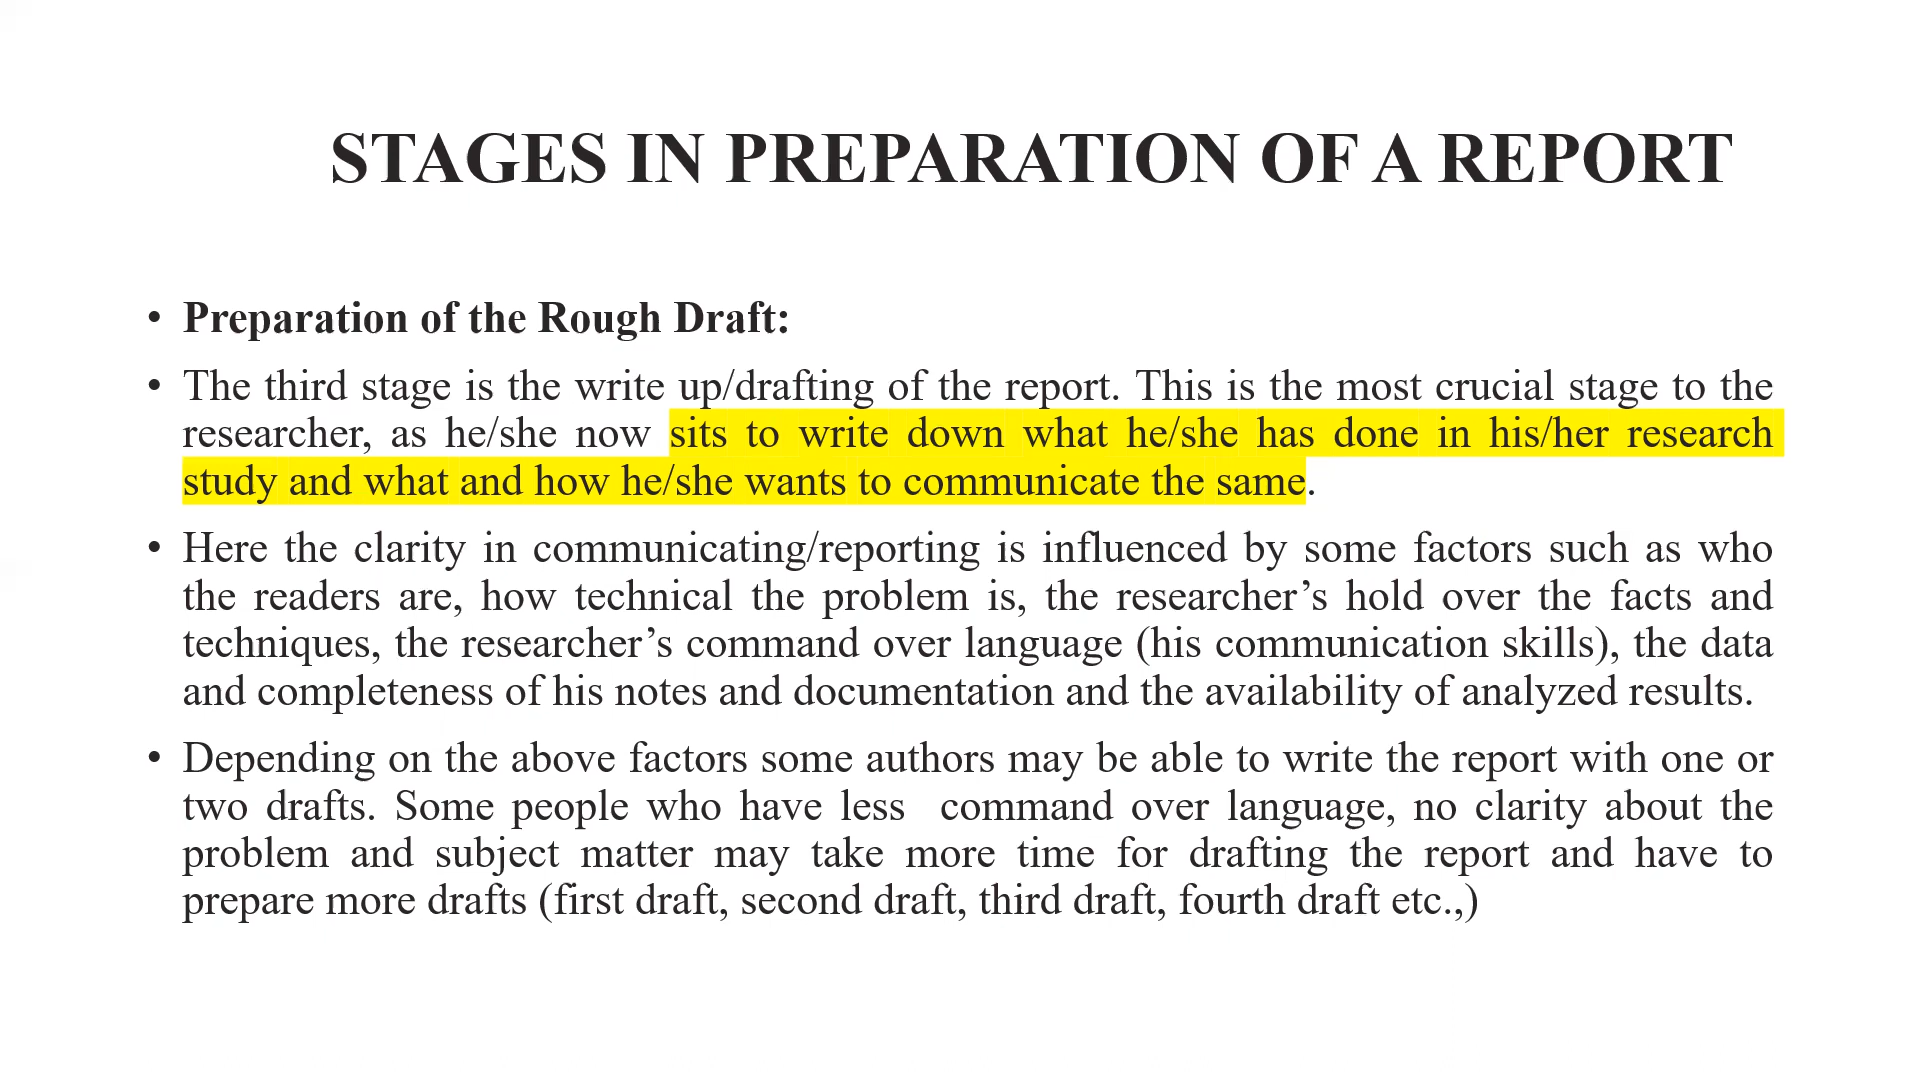 STAGES IN PREPARATION OF A REPORT
• Preparation of the Rough Draft:
• The third stage is the write up/drafting of the report. This is the most crucial stage to the
researcher, as he/she now sits to write down what he/she has done in his/her research
study and what and how he/she wants to communicate the same.
• Here the clarity in communicating/reporting is influenced by some factors such as who
the readers are, how technical the problem is, the researcher’s hold over the facts and
techniques, the researcher’s command over language (his communication skills), the data
and completeness of his notes and documentation and the availability of analyzed results.
• Depending on the above factors some authors may be able to write the report with one or
two drafts. Some people who have less  command over language, no clarity about the
problem and subject matter may take more time for drafting the report and have to
prepare more drafts (first draft, second draft, third draft, fourth draft etc.,)